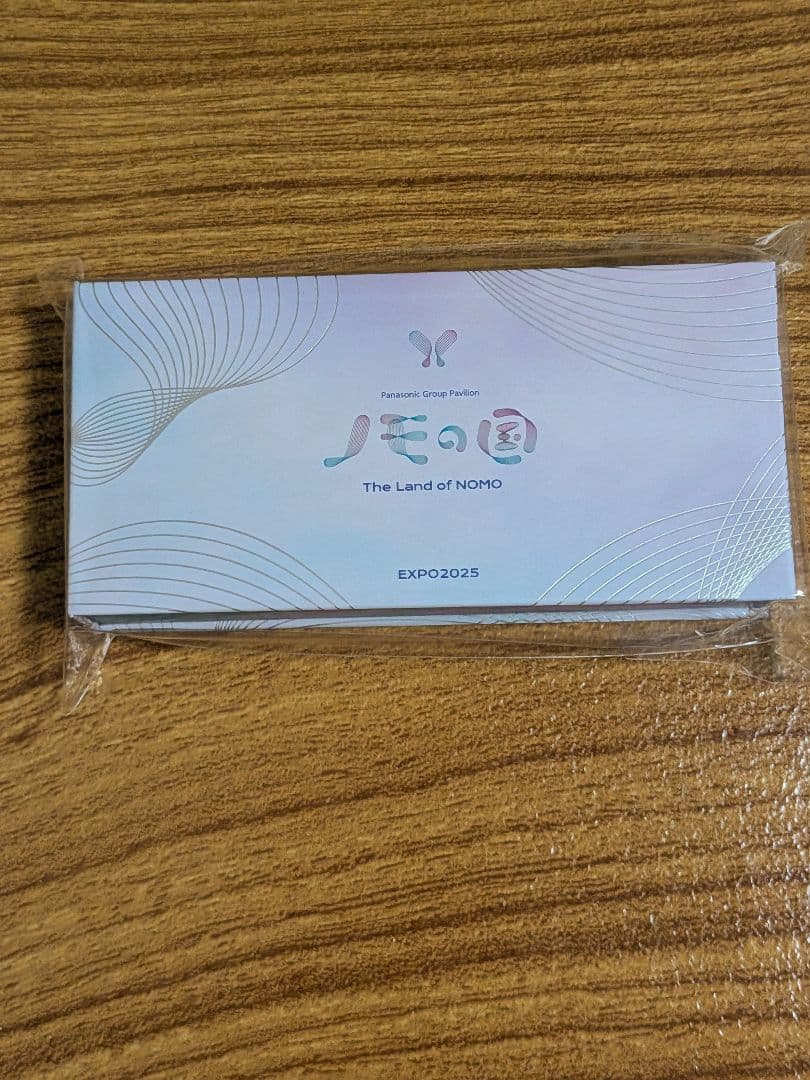 Panasonic Group Pavilion
ノモの国
The Land of NOMO
EXPO2025